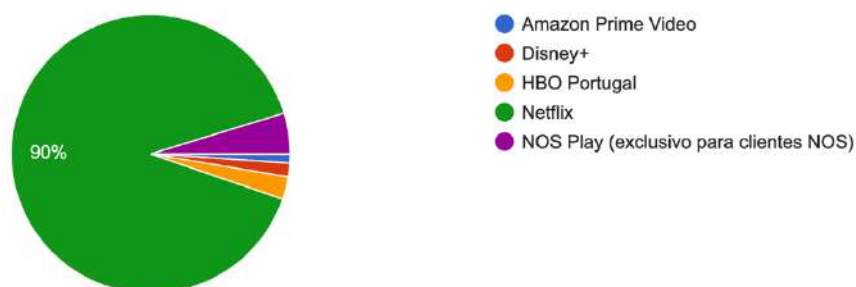 Amazon Prime Video
Disney+
HBO Portugal
Netflix
NOS Play (exclusivo para clientes NOS)
90%